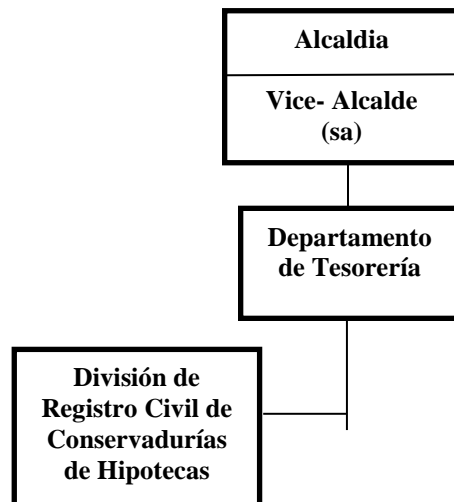 Alcaldia
Vice- Alcalde
(sa)
Departamento
de Tesorería
División de
Registro Civil de
Conservadurías
de Hipotecas